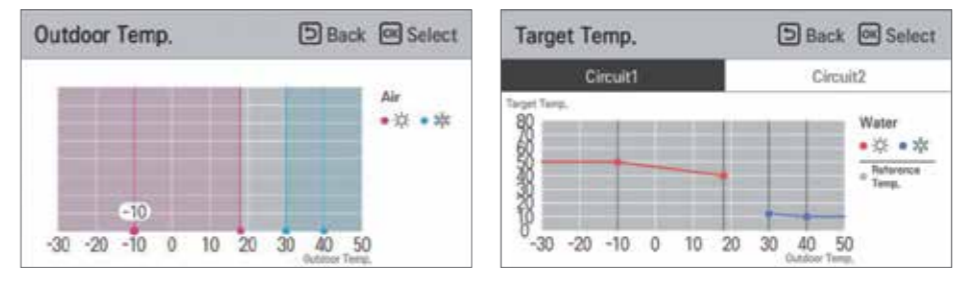 Outdoor Temp. Back OK Select
Air
-10
-30 -20 -10 0 10 20 30 40 50
Outdoor Temp.
Target Temp. Back OK Select
Circuit1 Circuit2
Target Temp.
80
70
60
50
40
30
20
10
0
Water
Reference
Temp.
-30 -20 -10 0 10 20 30 40 50
Outdoor Temp.